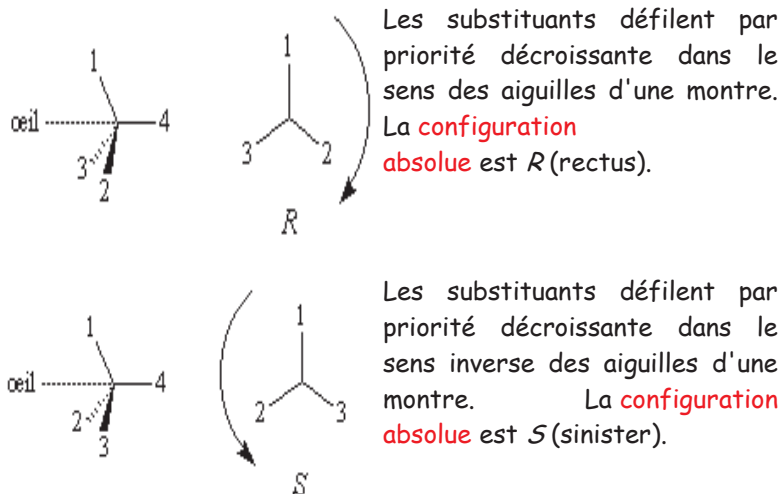 Les substituants défilent par
priorité décroissante dans le
sens des aiguilles d'une montre.
La configuration
absolue est R (rectus).
1
œil
4
3
2
1
3
2
R
Les substituants défilent par
priorité décroissante dans le
sens inverse des aiguilles d'une
montre. La configuration
absolue est S (sinister).
1
œil
4
2
3
1
2
3
S